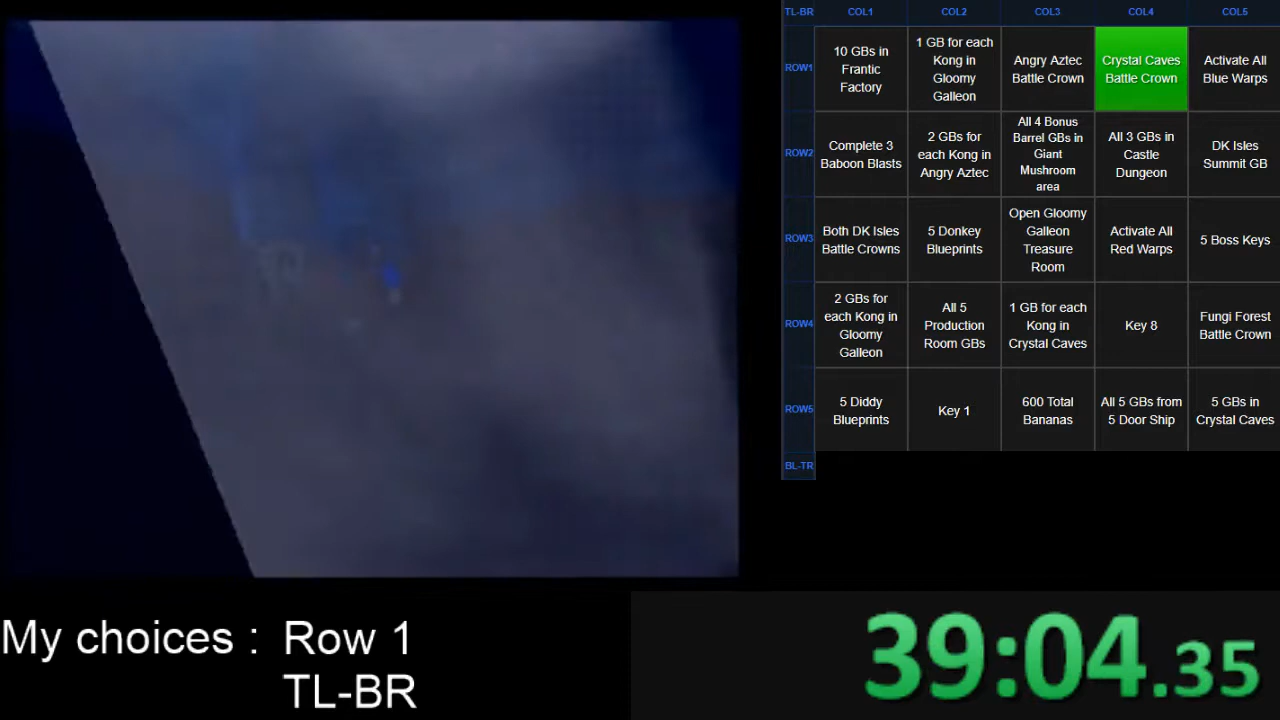 TL-BR COL1 COL2 COL3 COL4 COL5
ROW1
10 GBs in
Frantic
Factory
1 GB for each
Kong in
Gloomy
Galleon
Angry Aztec
Battle Crown
Crystal Caves
Battle Crown
Activate All
Blue Warps
ROW2
Complete 3
Baboon Blasts
2 GBs for
each Kong in
Angry Aztec
All 4 Bonus
Barrel GBs in
Giant
Mushroom
area
All 3 GBs in
Castle
Dungeon
DK Isles
Summit GB
ROW3
Both DK Isles
Battle Crowns
5 Donkey
Blueprints
Open Gloomy
Galleon
Treasure
Room
Activate All
Red Warps
5 Boss Keys
ROW4
2 GBs for
each Kong in
Gloomy
Galleon
All 5
Production
Room GBs
1 GB for each
Kong in
Crystal Caves
Key 8
Fungi Forest
Battle Crown
ROW5
5 Diddy
Blueprints
Key 1
600 Total
Bananas
All 5 GBs from
5 Door Ship
5 GBs in
Crystal Caves
BL-TR
My choices : Row 1
TL-BR
39:04.35